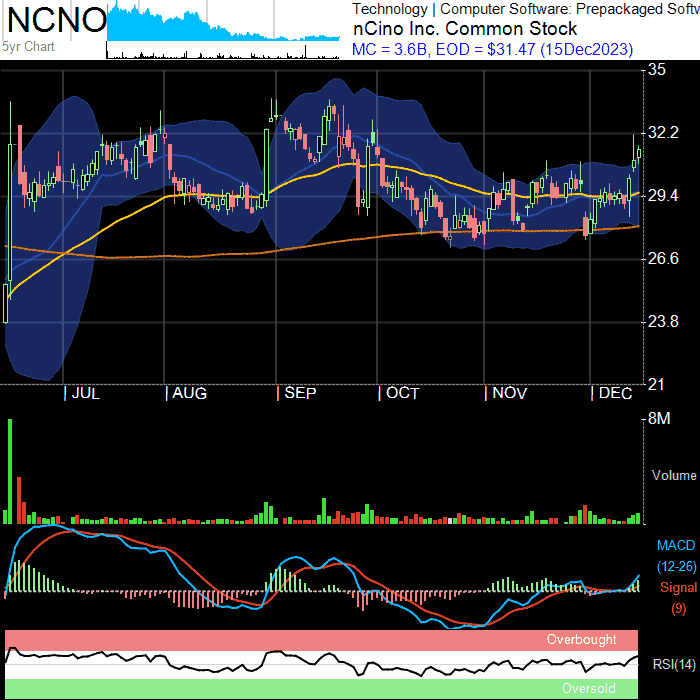 NCNO
5yr Chart
Technology | Computer Software: Prepackaged Softw
nCino Inc. Common Stock
MC = 3.6B, EOD = $31.47 (15Dec2023)
35
32.2
29.4
26.6
23.8
21
| JUL | AUG | SEP | OCT | NOV | DEC
8M
Volume
MACD
(12-26)
Signal
(9)
Overbought
RSI(14)
Oversold